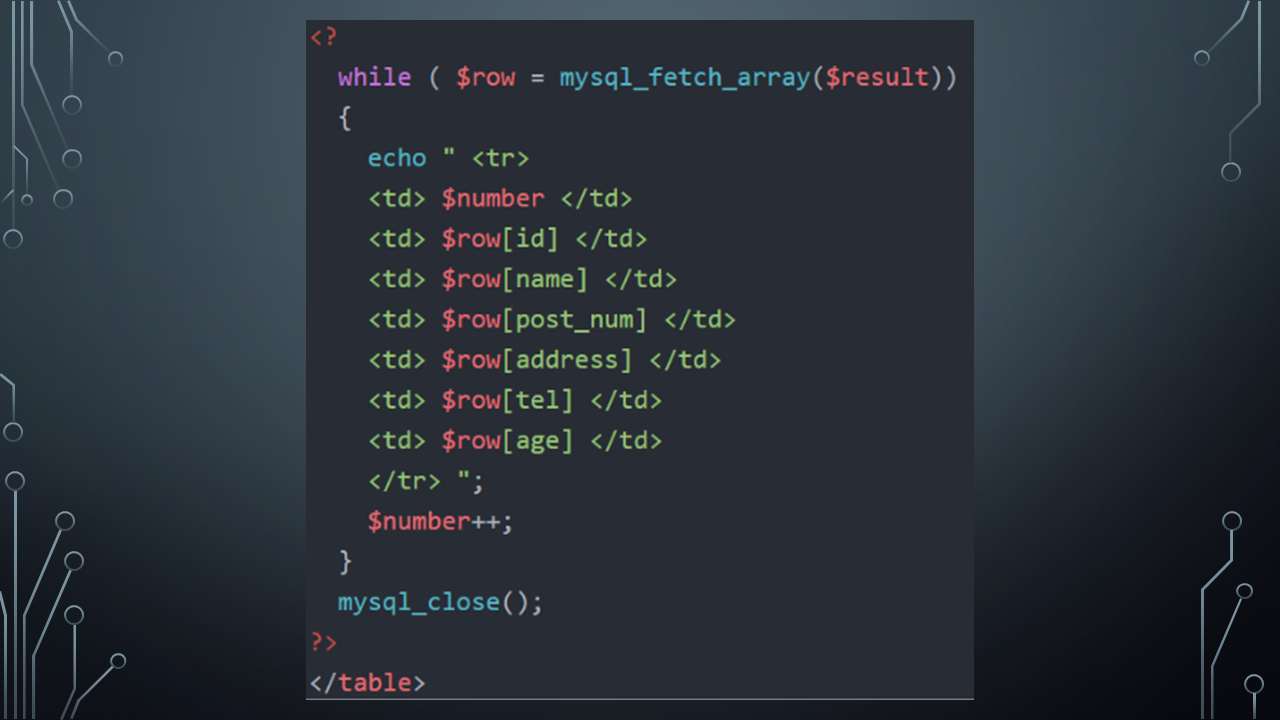 <?
while ( $row = mysql_fetch_array($result))
{
echo " <tr>
<td> $number </td>
<td> $row[id] </td>
<td> $row[name] </td>
<td> $row[post_num] </td>
<td> $row[address] </td>
<td> $row[tel] </td>
<td> $row[age] </td>
</tr> ";
$number++;
}
mysql_close();
?>
</table>